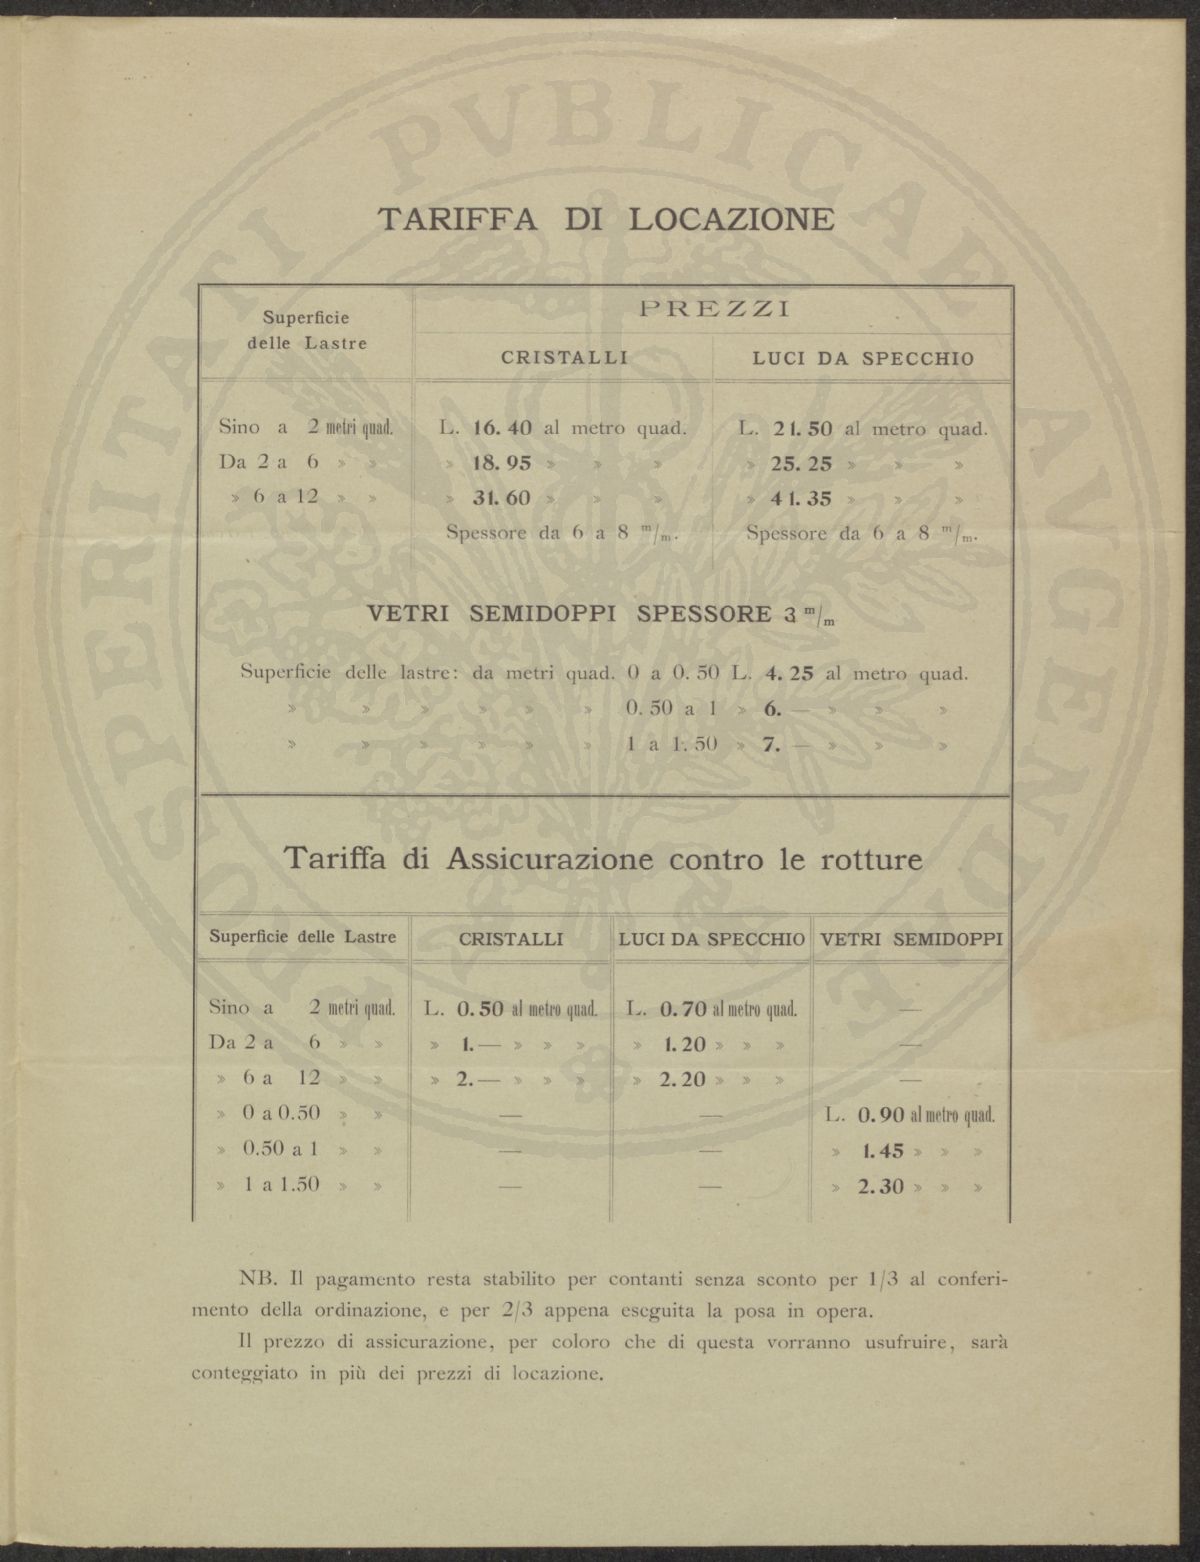 TARIFFA DI LOCAZIONE
Superficie
delle Lastre
PREZZI
CRISTALLI
LUCI DA SPECCHIO
Sino a 2 metri quad. L. 16.40 al metro quad. L. 21.50 al metro quad.
Da 2 a 6 » » » 18.95 » » » » 25.25 » » »
» 6 a 12 » » » 31.60 » » » » 41.35 » » »
Spessore da 6 a 8 m/m. Spessore da 6 a 8 m/m.
VETRI SEMIDOPPI SPESSORE 3 m/m
Superficie delle lastre: da metri quad. 0 a 0.50 L. 4.25 al metro quad.
» » » » » » 0.50 a 1 » 6. — » » »
» » » » » » 1 a 1.50 » 7. — » » »
Tariffa di Assicurazione contro le rotture
Superficie delle Lastre CRISTALLI LUCI DA SPECCHIO VETRI SEMIDOPPI
Sino a 2 metri quad. L. 0.50 al metro quad. L. 0.70 al metro quad. —
Da 2 a 6 » » » 1.— » » » » 1.20 » » » —
» 6 a 12 » » » 2.— » » » » 2.20 » » » —
» 0 a 0.50 » » — — L. 0.90 al metro quad.
» 0.50 a 1 » » — — » 1.45 » » »
» 1 a 1.50 » » — — » 2.30 » » »
NB. Il pagamento resta stabilito per contanti senza sconto per 1/3 al conferi-
mento della ordinazione, e per 2/3 appena eseguita la posa in opera.
Il prezzo di assicurazione, per coloro che di questa vorranno usufruire, sarà
conteggiato in più dei prezzi di locazione.
PROSPERITATI PVBLICAE AVGENDAE